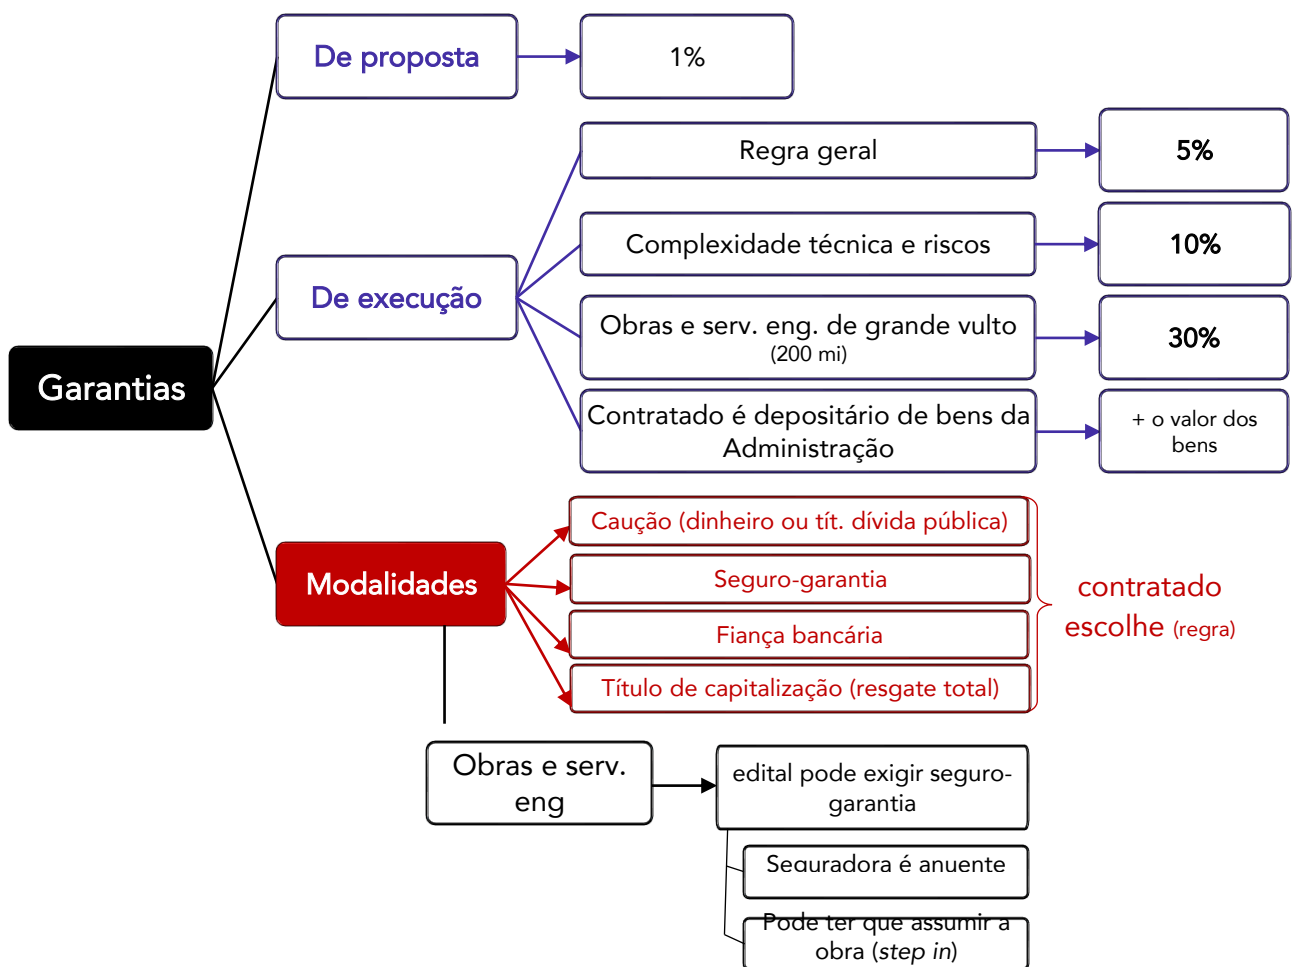 De proposta
1%
Regra geral
5%
Complexidade técnica e riscos
10%
De execução
Obras e serv. eng. de grande vulto
(200 mi)
30%
Garantias
Contratado é depositário de bens da
Administração
+ o valor dos
bens
Caução (dinheiro ou tít. dívida pública)
Modalidades
Seguro-garantia
contratado
escolhe (regra)
Fiança bancária
Título de capitalização (resgate total)
Obras e serv.
eng
edital pode exigir seguro-
garantia
Seguradora é anuente
Pode ter que assumir a
obra (step in)